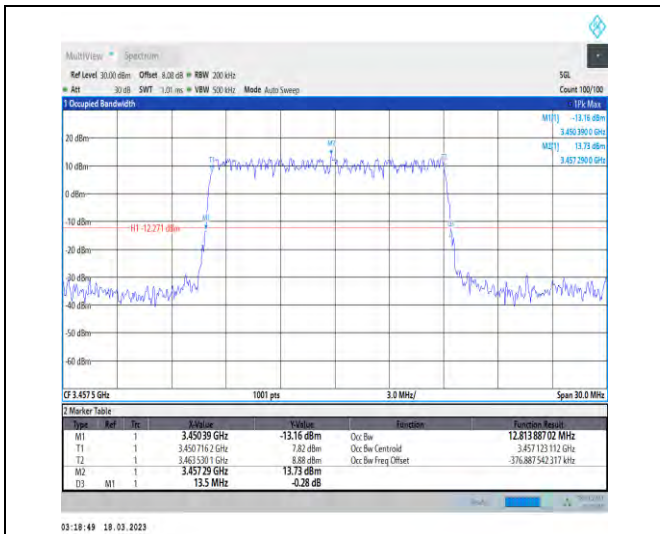 MultiView Spectrum
Ref Level 30.00 dBm Offset 8.08 dB RBW 200 kHz SGL
Att 30 dB SWT 1.01 ms VBW 500 kHz Mode Auto Sweep Count 100/100
1 Occupied Bandwidth 1Pk Max
M1[1] -13.16 dBm
3.450 390 0 GHz
M2[1] 13.73 dBm
3.457 290 0 GHz
20 dBm
M2
T1
10 dBm
0 dBm
M1
-10 dBm
H1 -12.271 dBm
-20 dBm
-30 dBm
-40 dBm
-50 dBm
-60 dBm
CF 3.457 5 GHz 1001 pts 3.0 MHz/ Span 30.0 MHz
2 Marker Table
Type Ref Trc X-Value Y-Value Function Function Result
M1 1 3.450 39 GHz -13.16 dBm Occ Bw 12.813 887 02 MHz
T1 1 3.450 716 2 GHz 7.82 dBm Occ Bw Centroid 3.457 123 112 GHz
T2 1 3.463 530 1 GHz 8.88 dBm Occ Bw Freq Offset -376.887 542 317 kHz
M2 1 3.457 29 GHz 13.73 dBm
D3 M1 1 13.5 MHz -0.28 dB
03:18:49 18.03.2023